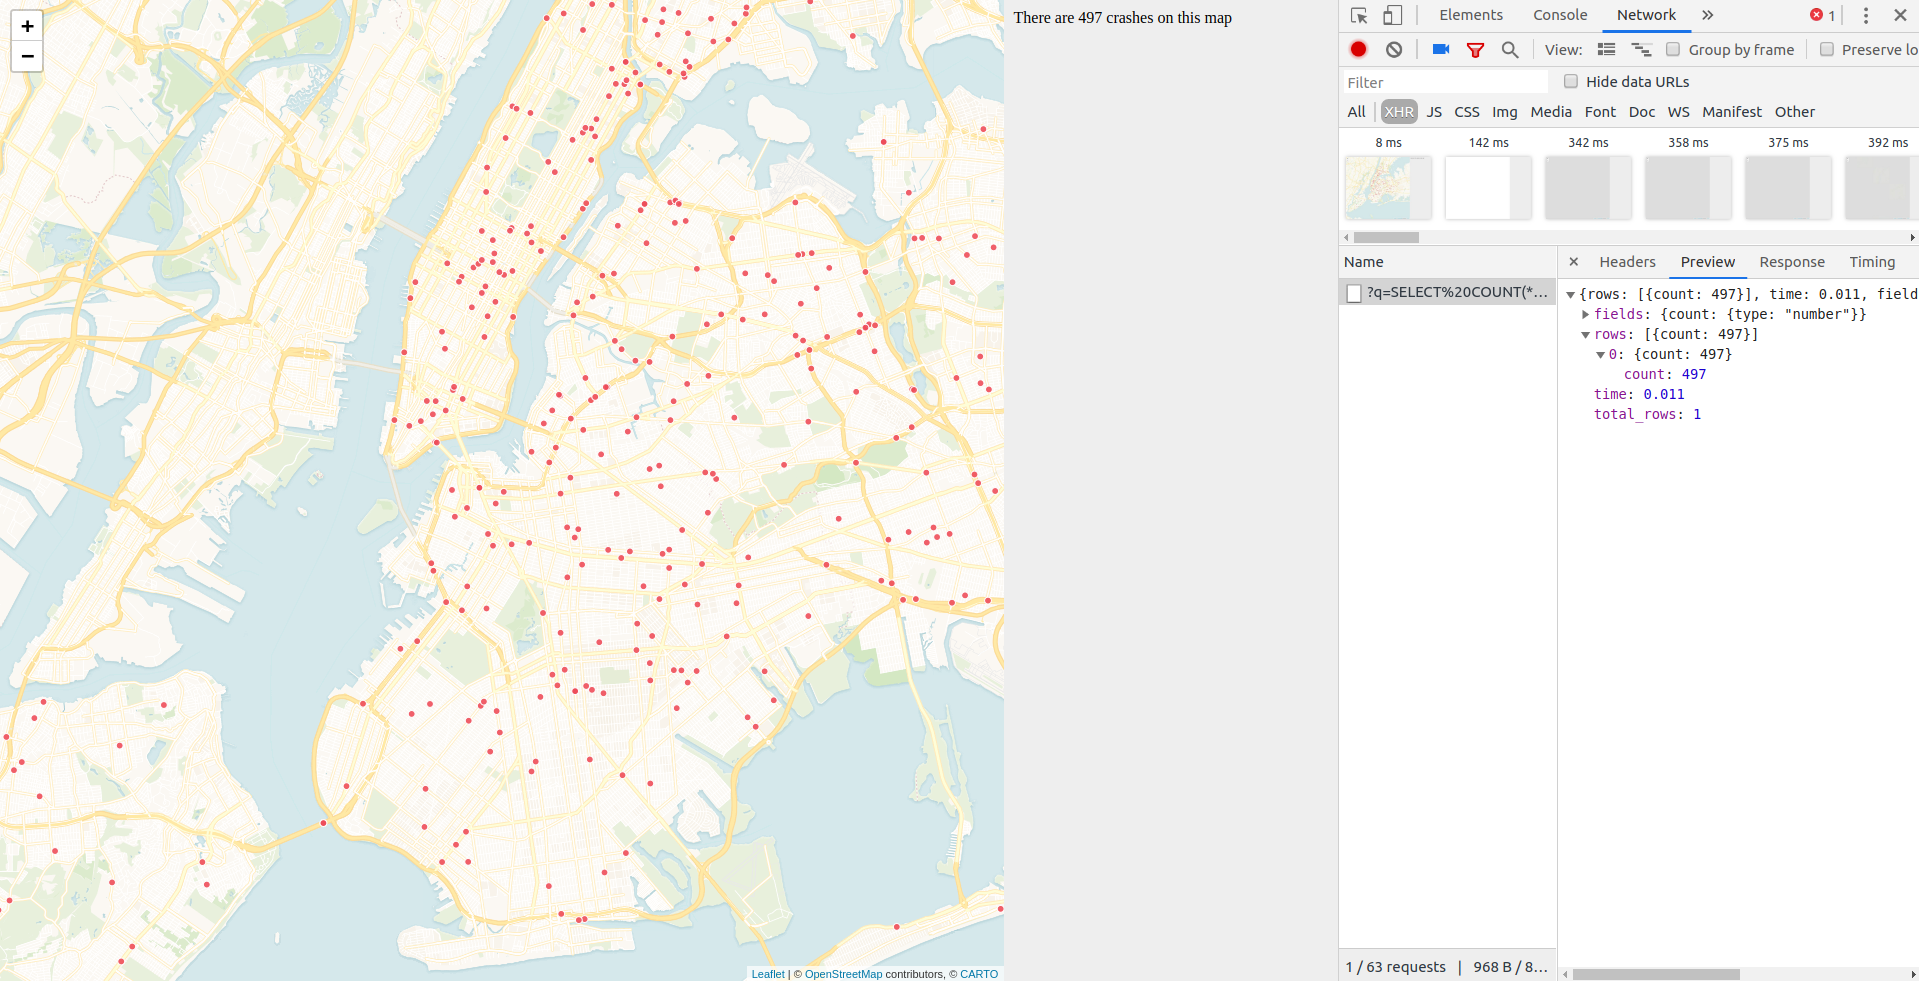 +
−
There are 497 crashes on this map
Leaflet | © OpenStreetMap contributors, © CARTO
Elements Console Network » 1
View: Group by frame Preserve lo
Filter Hide data URLs
All XHR JS CSS Img Media Font Doc WS Manifest Other
8 ms 142 ms 342 ms 358 ms 375 ms 392 ms
Name
?q=SELECT%20COUNT(*…
1 / 63 requests | 968 B / 8…
× Headers Preview Response Timing
{rows: [{count: 497}], time: 0.011, field
fields: {count: {type: "number"}}
rows: [{count: 497}]
0: {count: 497}
count: 497
time: 0.011
total_rows: 1